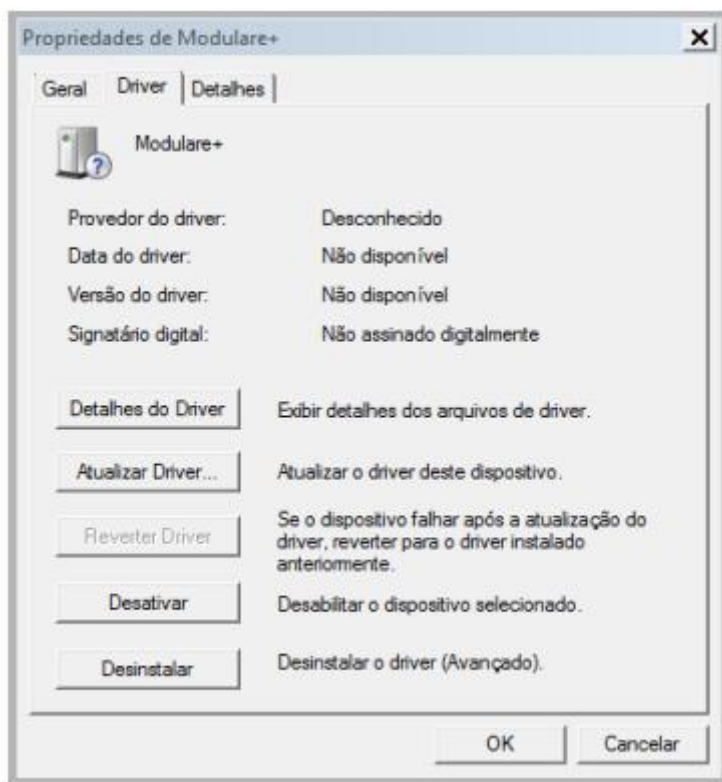 Propriedades de Modulare+
Geral Driver Detalhes
Modulare+
Provedor do driver: Desconhecido
Data do driver: Não disponível
Versão do driver: Não disponível
Signatário digital: Não assinado digitalmente
Detalhes do Driver Exibir detalhes dos arquivos de driver.
Atualizar Driver... Atualizar o driver deste dispositivo.
Reverter Driver Se o dispositivo falhar após a atualização do
driver, reverter para o driver instalado
anteriormente.
Desativar Desabilitar o dispositivo selecionado.
Desinstalar Desinstalar o driver (Avançado).
OK Cancelar